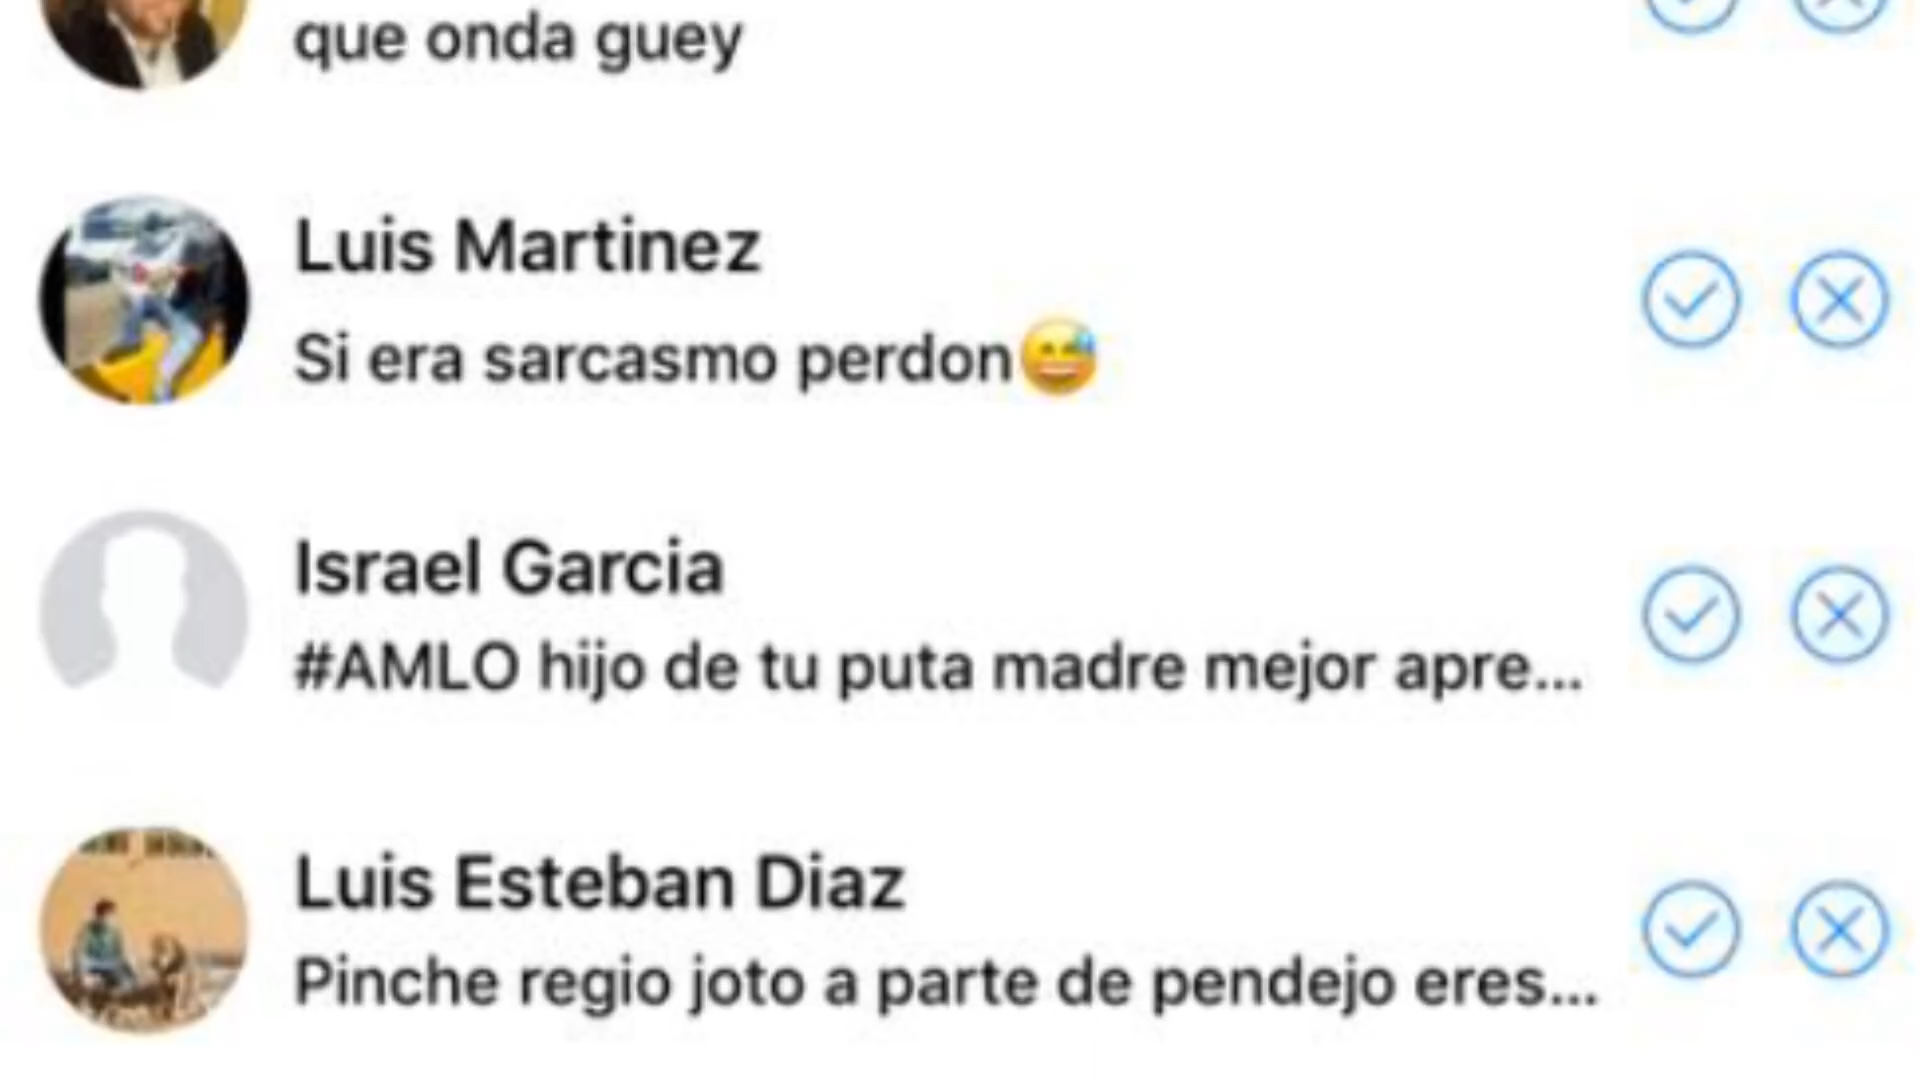 que onda guey
Luis Martinez
Si era sarcasmo perdon😅
Israel Garcia
#AMLO hijo de tu puta madre mejor apre...
Luis Esteban Diaz
Pinche regio joto a parte de pendejo eres...